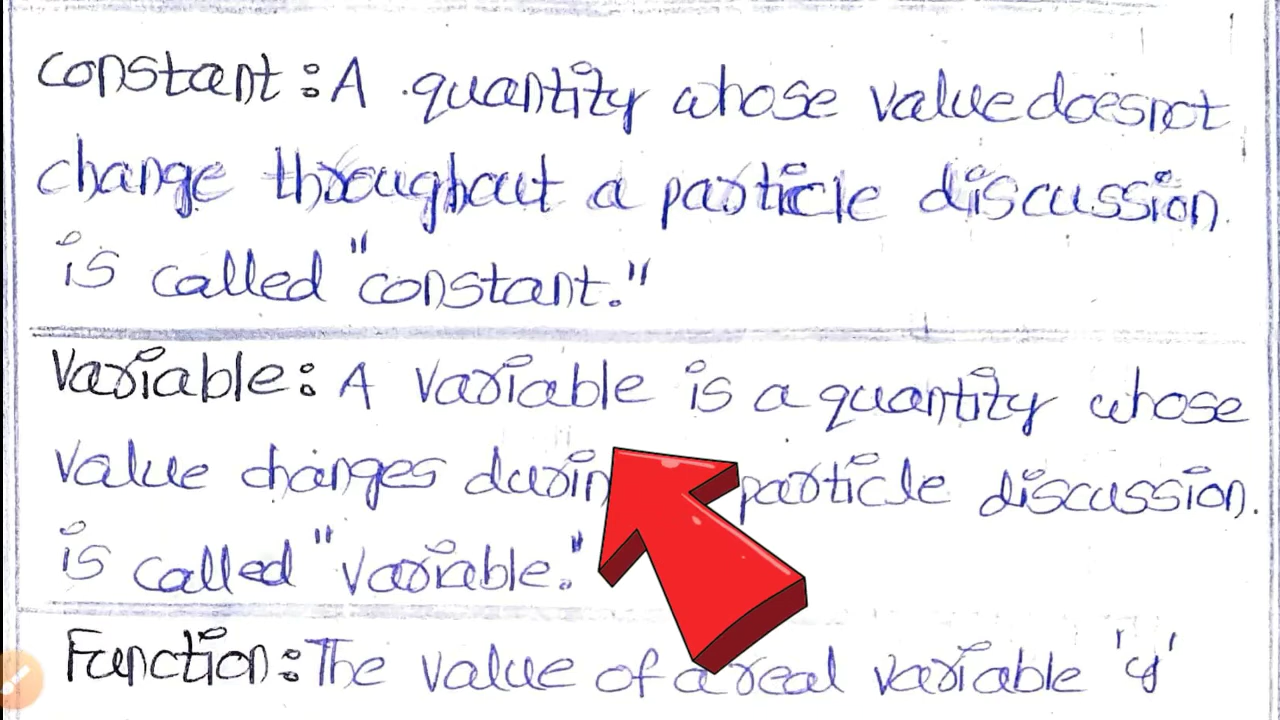 constant: A quantity whose value doesnot
change throughout a particle discussion.
is called "constant."
Variable: A variable is a quantity whose
value changes particle discussion.
is called "variable."
Function: The value of a real variable 'y'